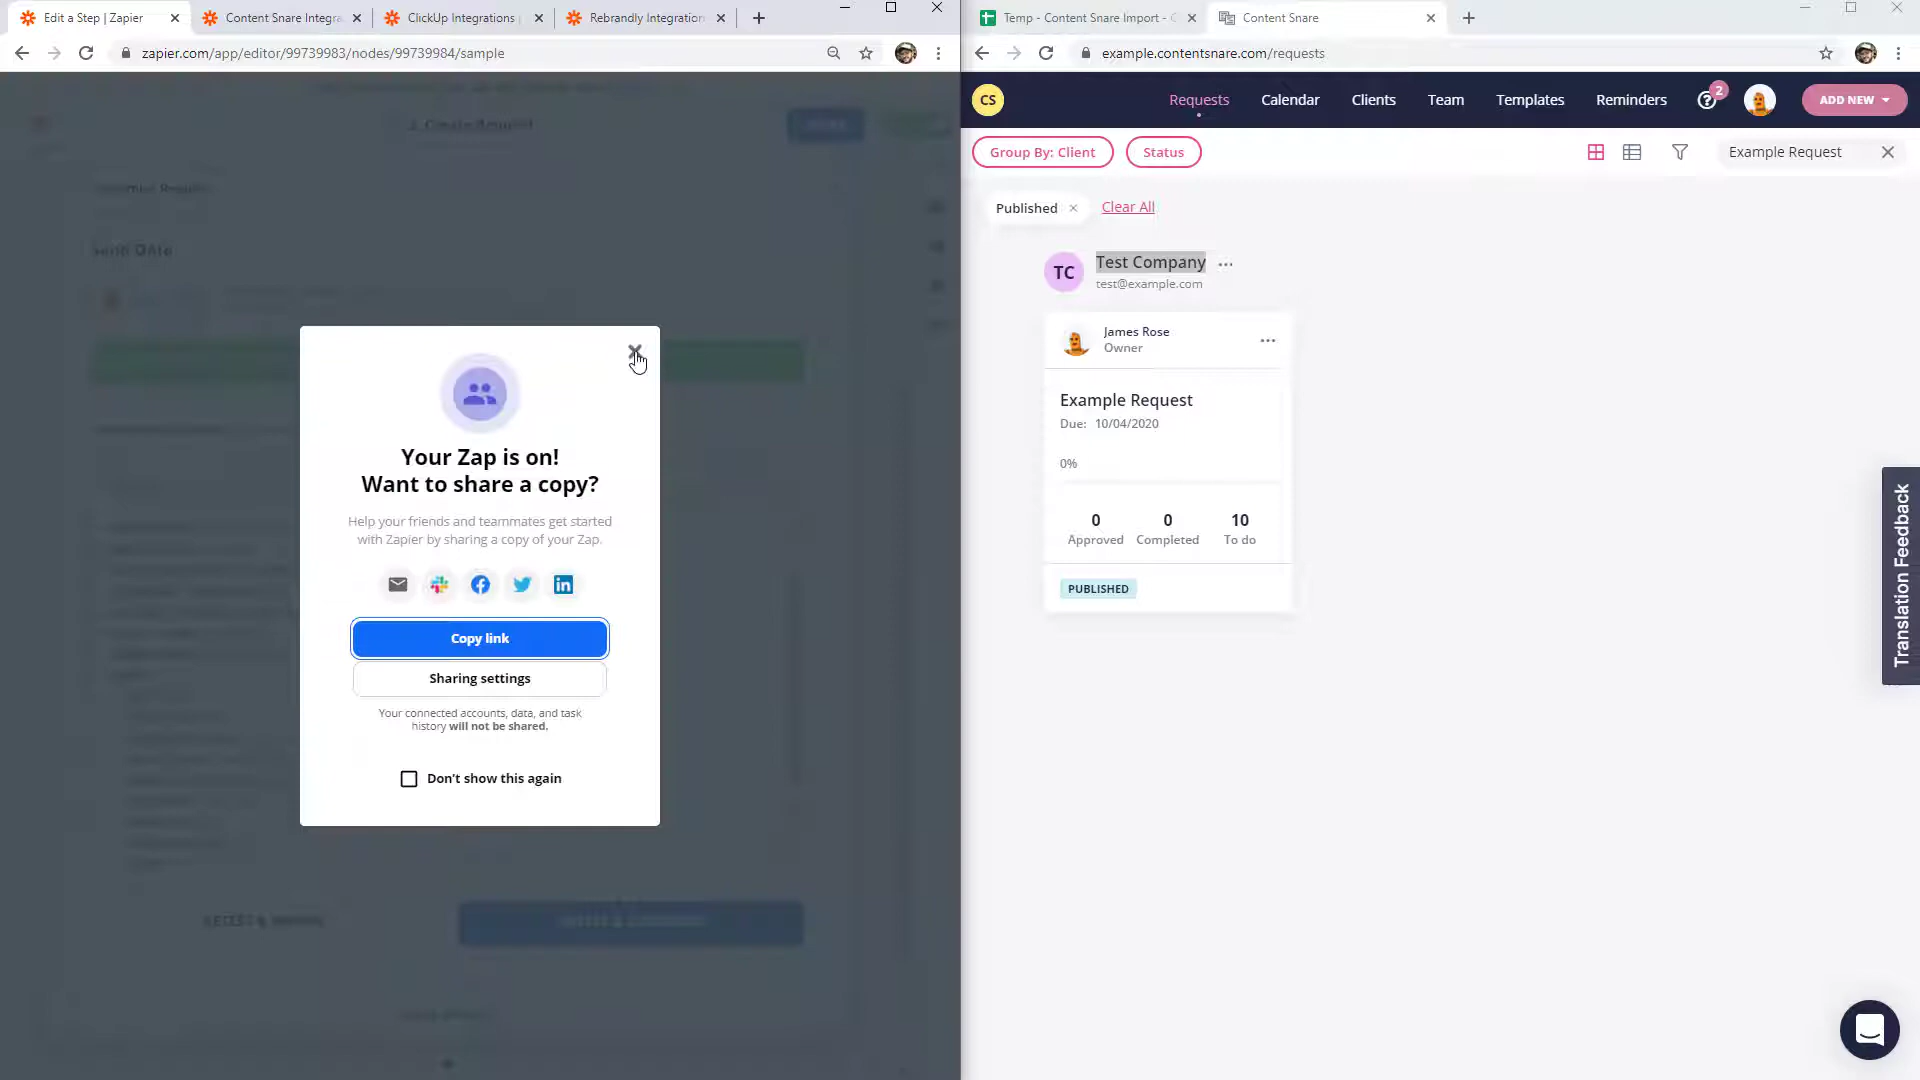 Edit a Step | Zapier
Content Snare Integra
ClickUp Integrations
Rebrandly Integration
zapier.com/app/editor/99739983/nodes/99739984/sample
2. Create Request
Send Data
Your Zap is on!
Want to share a copy?
Help your friends and teammates get started
with Zapier by sharing a copy of your Zap.
Copy link
Sharing settings
Your connected accounts, data, and task
history will not be shared.
Don't show this again
Temp - Content Snare Import -
Content Snare
example.contentsnare.com/requests
CS
Requests
Calendar
Clients
Team
Templates
Reminders
2
ADD NEW
Group By: Client
Status
Example Request
Published
Clear All
TC
Test Company
test@example.com
James Rose
Owner
Example Request
Due: 10/04/2020
0%
0 0 10
Approved Completed To do
PUBLISHED
Translation Feedback